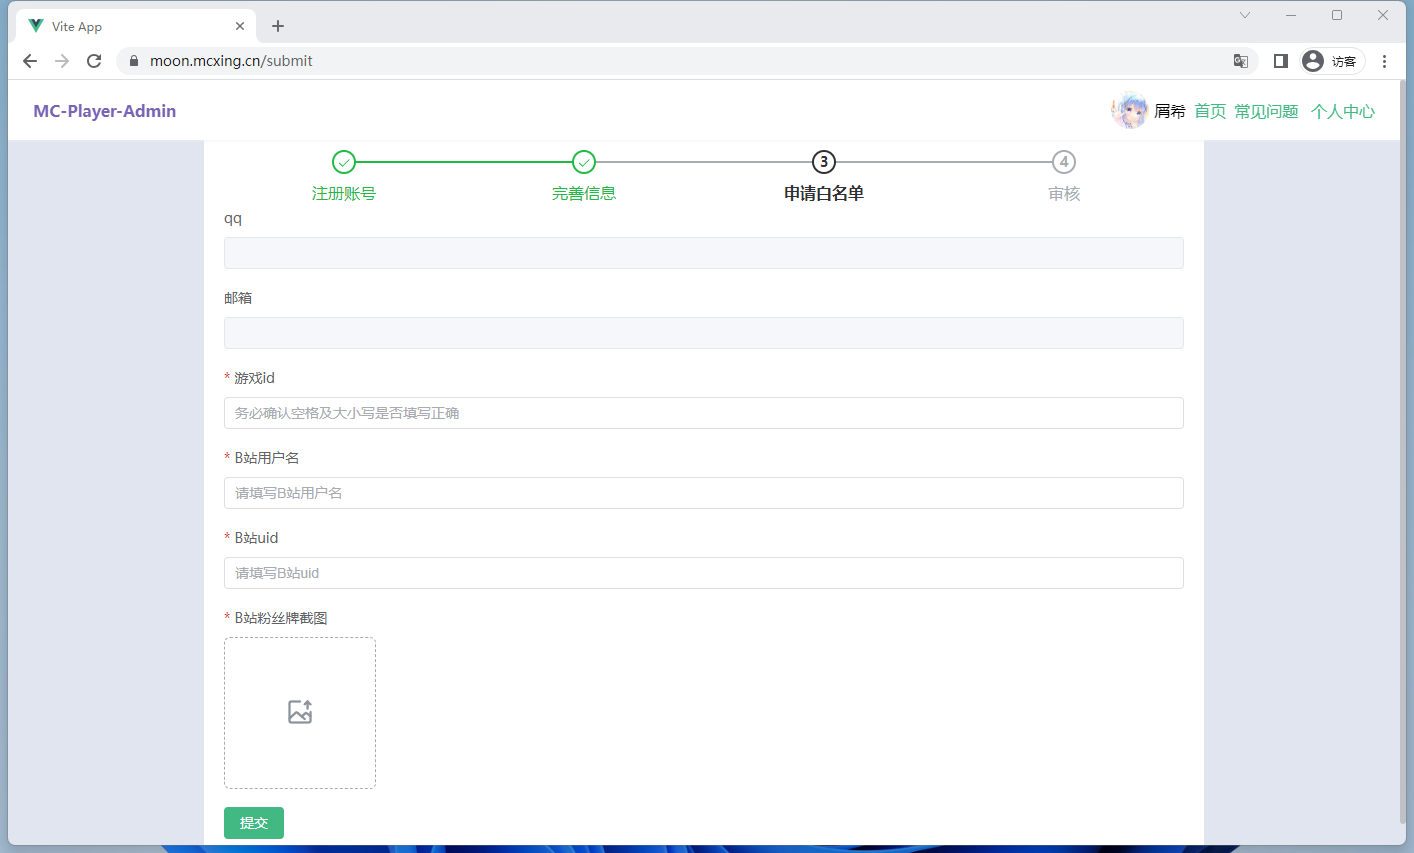 Vite App
moon.mcxing.cn/submit
访客
MC-Player-Admin
屑希 首页 常见问题 个人中心
3 4
注册账号 完善信息 申请白名单 审核
qq
邮箱
* 游戏id
务必确认空格及大小写是否填写正确
* B站用户名
请填写B站用户名
* B站uid
请填写B站uid
* B站粉丝牌截图
提交